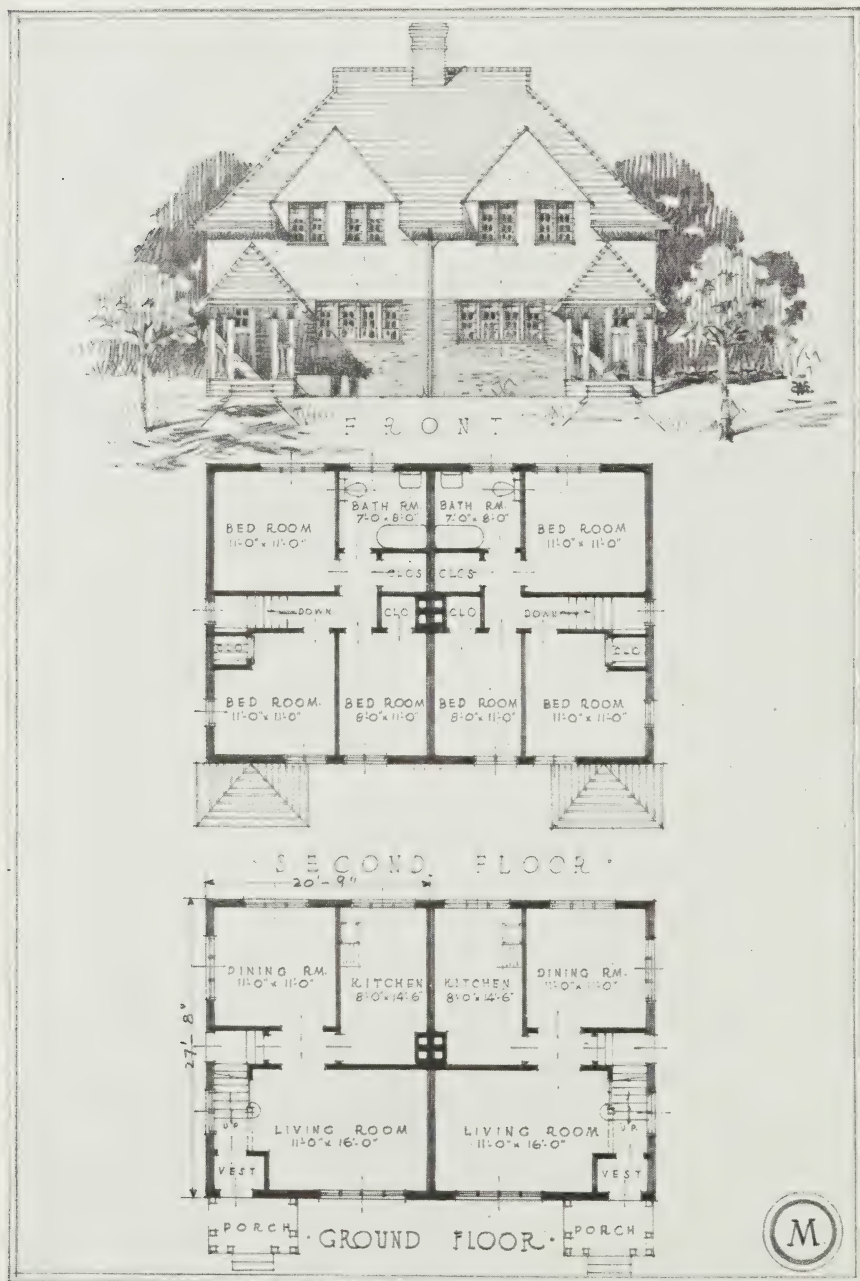 FRONT
BATH RM.
7'-0" x 8'-0"
BATH RM.
7'-0" x 8'-0"
BED ROOM
11'-0" x 11'-0"
BED ROOM
11'-0" x 11'-0"
CLOS
CLOS
DOWN
CLO
CLO
DOWN
CLO
CLO
BED ROOM.
11'-0" x 11'-0"
BED ROOM
8'-0" x 11'-0"
BED ROOM
8'-0" x 11'-0"
BED ROOM
11'-0" x 11'-0"
· SECOND FLOOR ·
20'-9"
DINING RM.
11'-0" x 11'-0"
KITCHEN
8'-0" x 14'-6"
KITCHEN
8'-0" x 14'-6"
DINING RM.
11'-0" x 11'-0"
27'-8"
UP
UP
LIVING ROOM
11'-0" x 16'-0"
LIVING ROOM
11'-0" x 16'-0"
VEST
VEST
PORCH
PORCH
· GROUND FLOOR ·
M